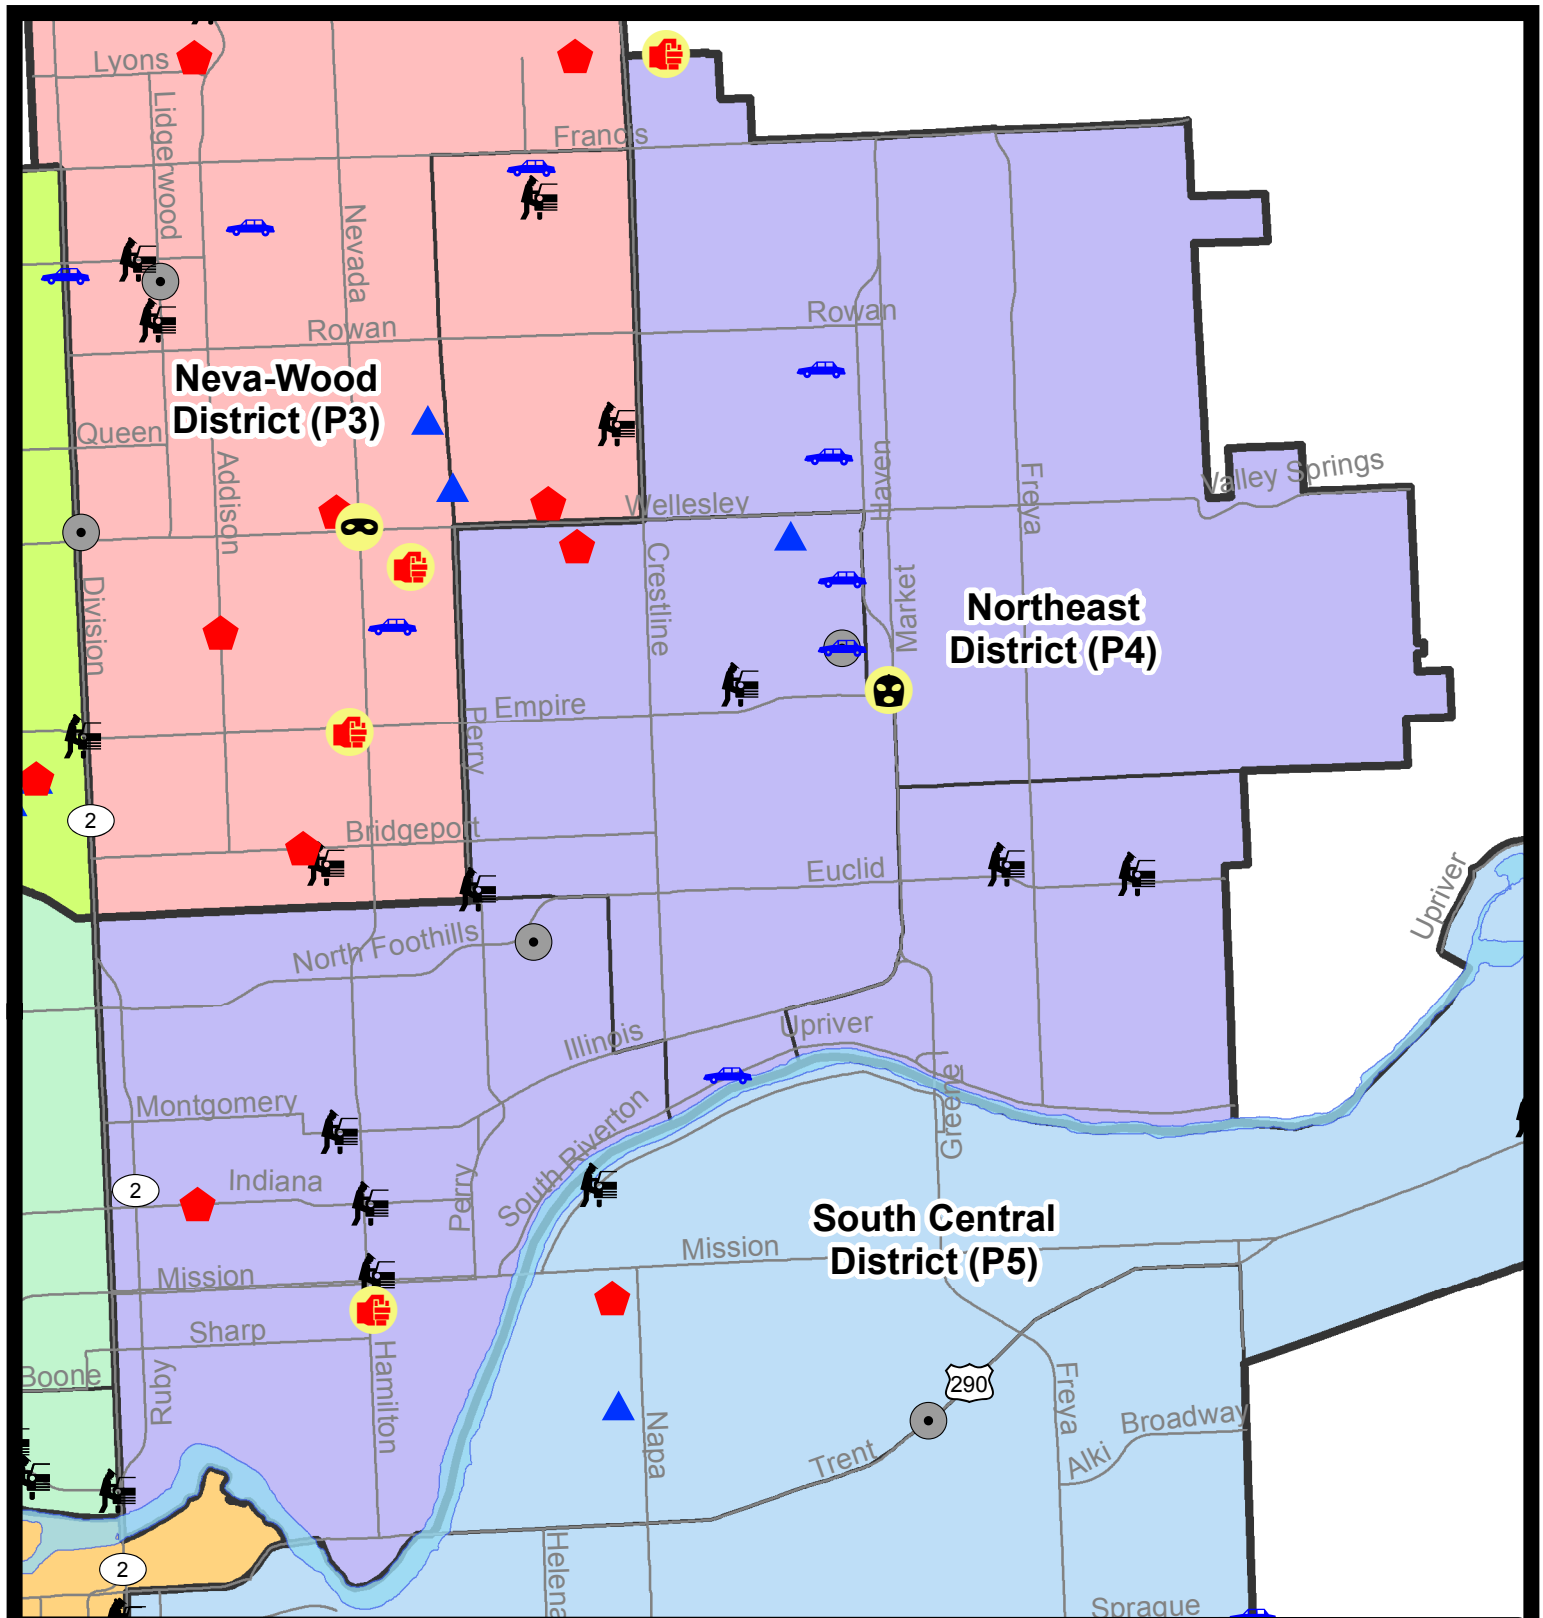 Lyons
Francis
Lidgerwood
Nevada
Rowan
Rowan
Neva-Wood
District (P3)
Queen
Addison
Wellesley
Haven
Freya
Valley Springs
Division
Crestline
Market
Northeast
District (P4)
Empire
Perry
2
Bridgeport
Euclid
Upriver
North Foothills
Illinois
Upriver
Greene
Montgomery
South Riverton
Indiana
Perry
2
South Central
District (P5)
Mission
Mission
Sharp
Boone
Ruby
Hamilton
290
Freya
Broadway
Napa
Trent
Alki
Helena
2
Sprague